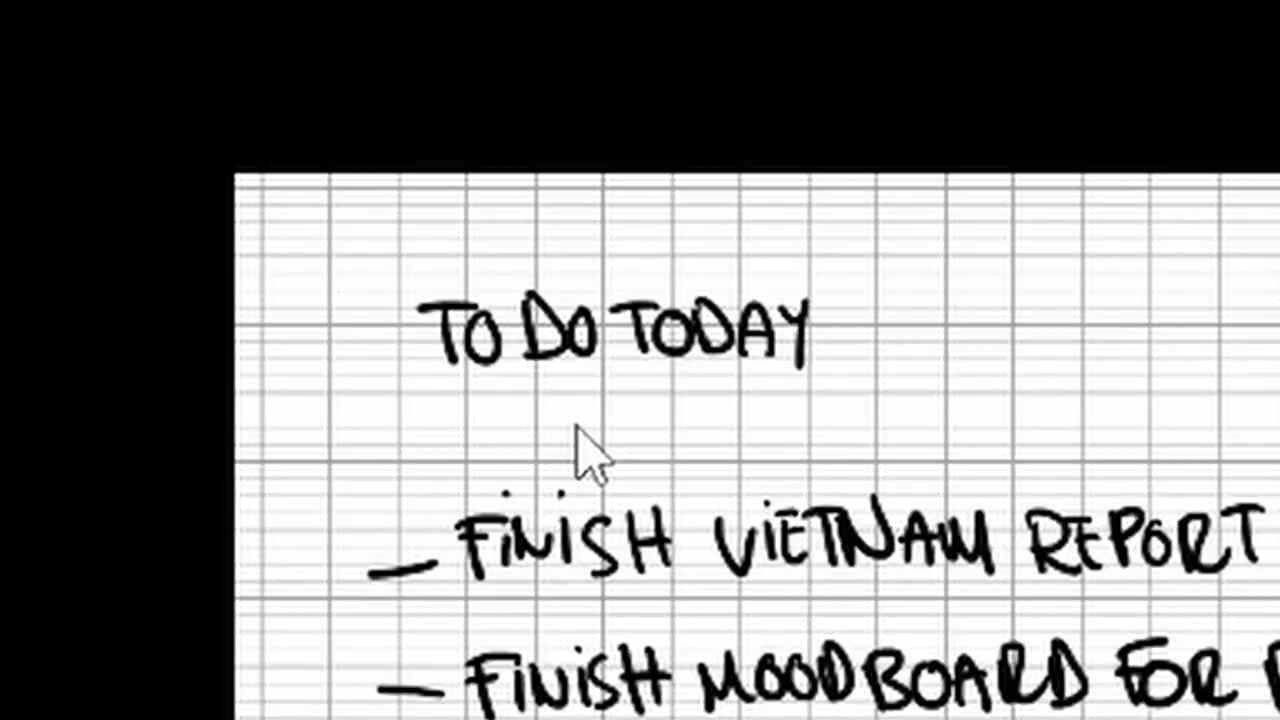 TO DO TODAY
– FiNiSH ViETNAM REPORT
– FiNiSH MOODBOARD FOR